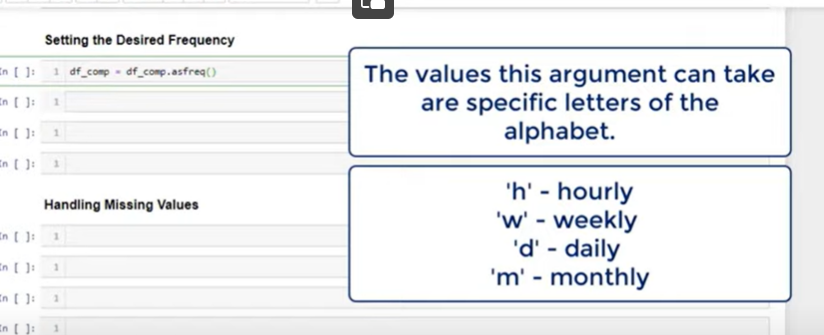 Setting the Desired Frequency
In [ ]: 1 df_comp = df_comp.asfreq()
In [ ]: 1
In [ ]: 1
In [ ]: 1
The values this argument can take
are specific letters of the
alphabet.
'h' - hourly
'w' - weekly
'd' - daily
'm' - monthly
Handling Missing Values
In [ ]: 1
In [ ]: 1
In [ ]: 1
In [ ]: 1